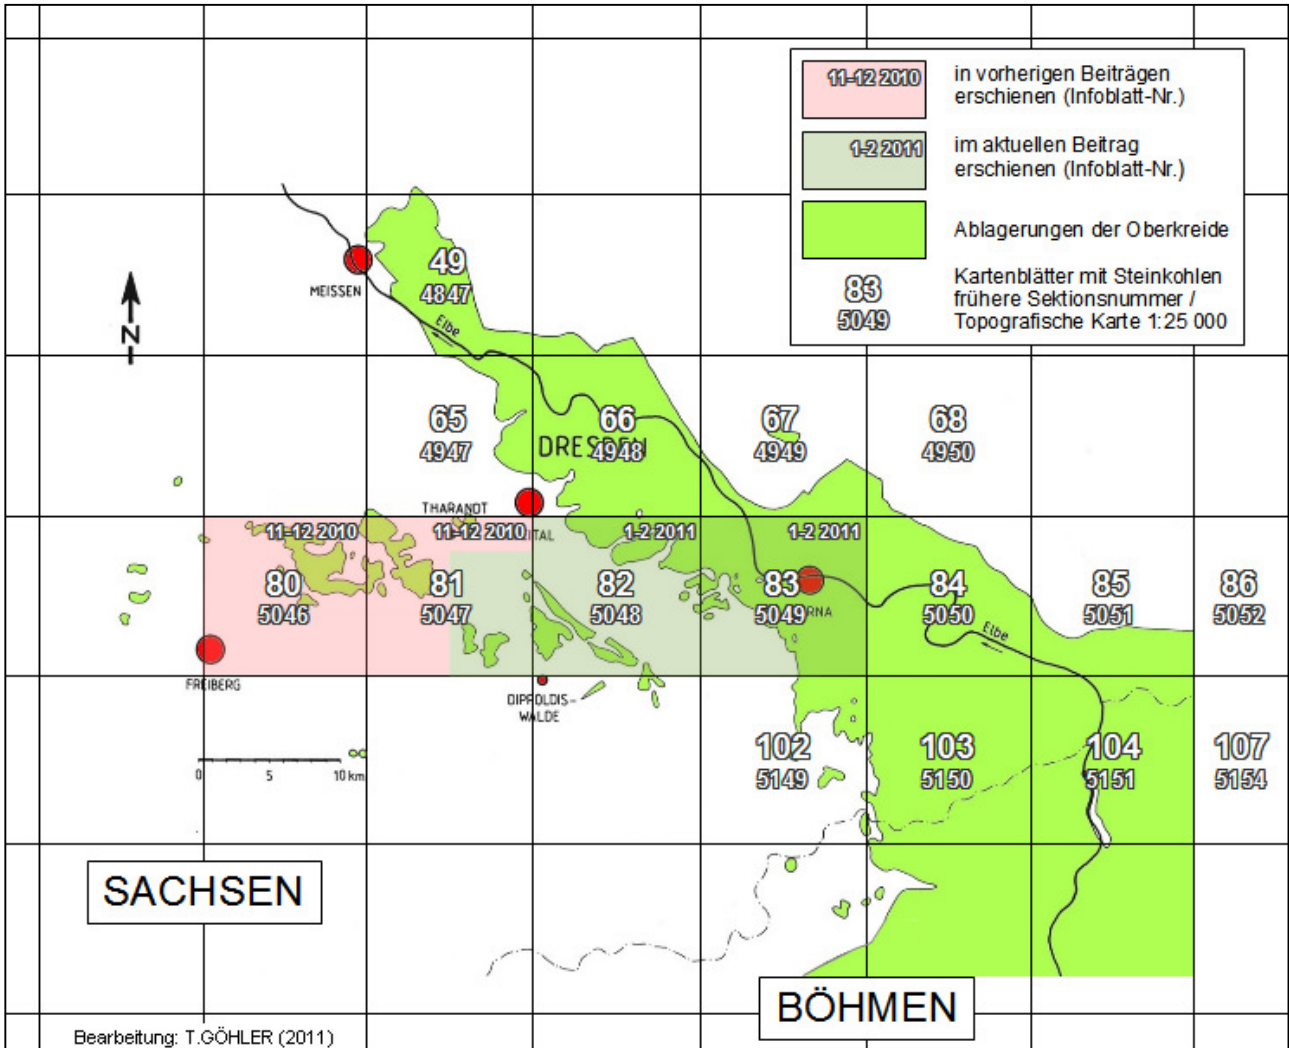 11-12 2010
in vorherigen Beiträgen
erschienen (Infoblatt-Nr.)
1-2 2011
im aktuellen Beitrag
erschienen (Infoblatt-Nr.)
Ablagerungen der Oberkreide
83
5049
Kartenblätter mit Steinkohlen
frühere Sektionsnummer /
Topografische Karte 1:25 000
49
4847
MEISSEN
Elbe
N
65
4947
66
4948
67
4949
68
4950
DRESDEN
THARANDT
11-12 2010
11-12 2010
ITAL
1-2 2011
1-2 2011
80
5046
81
5047
82
5048
83
5049
RNA
84
5050
85
5051
86
5052
Elbe
FREIBERG
DIPPOLDIS-
WALDE
0 5 10 km
102
5149
103
5150
104
5151
107
5154
SACHSEN
BÖHMEN
Bearbeitung: T.GÖHLER (2011)